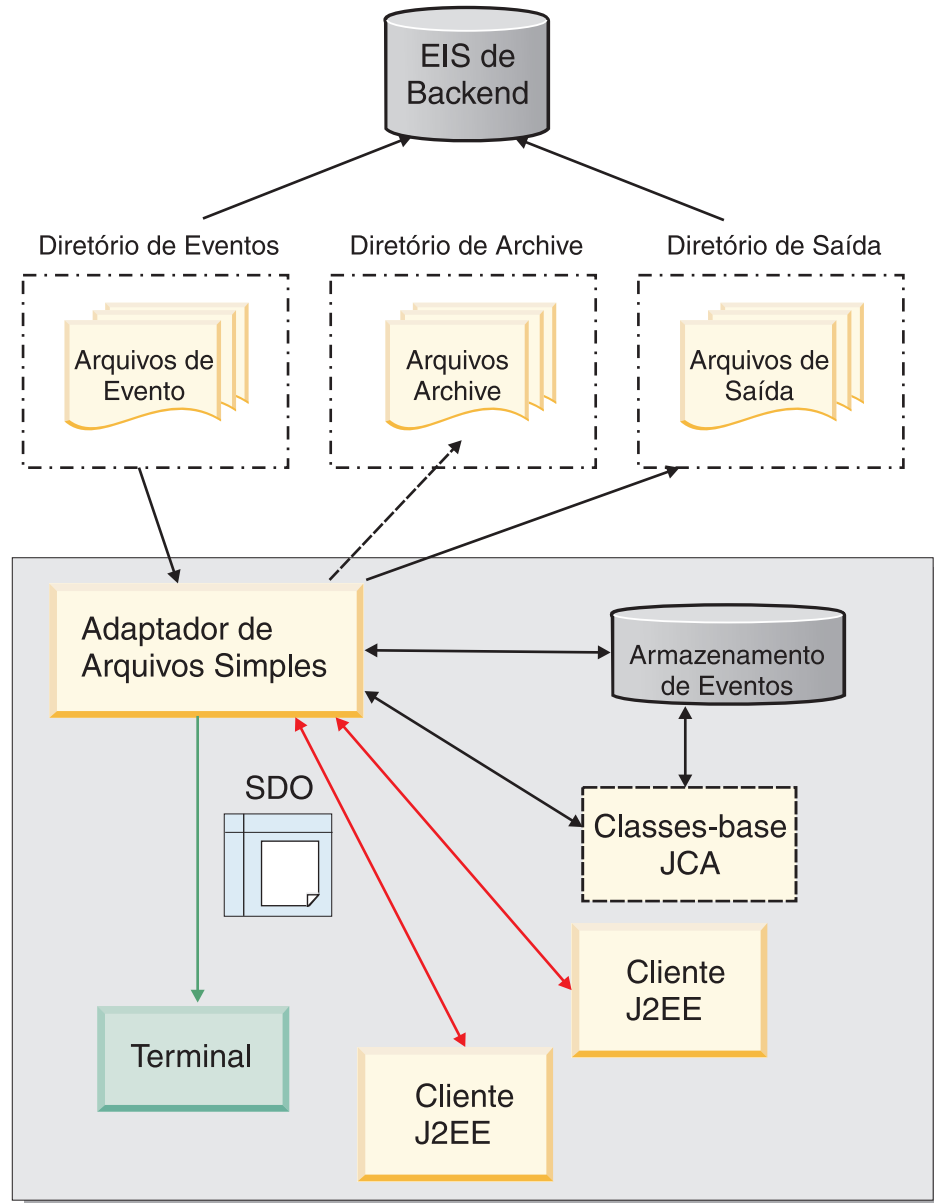 EIS de
Backend
Diretório de Eventos
Diretório de Archive
Diretório de Saída
Arquivos de
Evento
Arquivos
Archive
Arquivos de
Saída
Adaptador de
Arquivos Simples
Armazenamento
de Eventos
SDO
Classes-base
JCA
Cliente
J2EE
Terminal
Cliente
J2EE